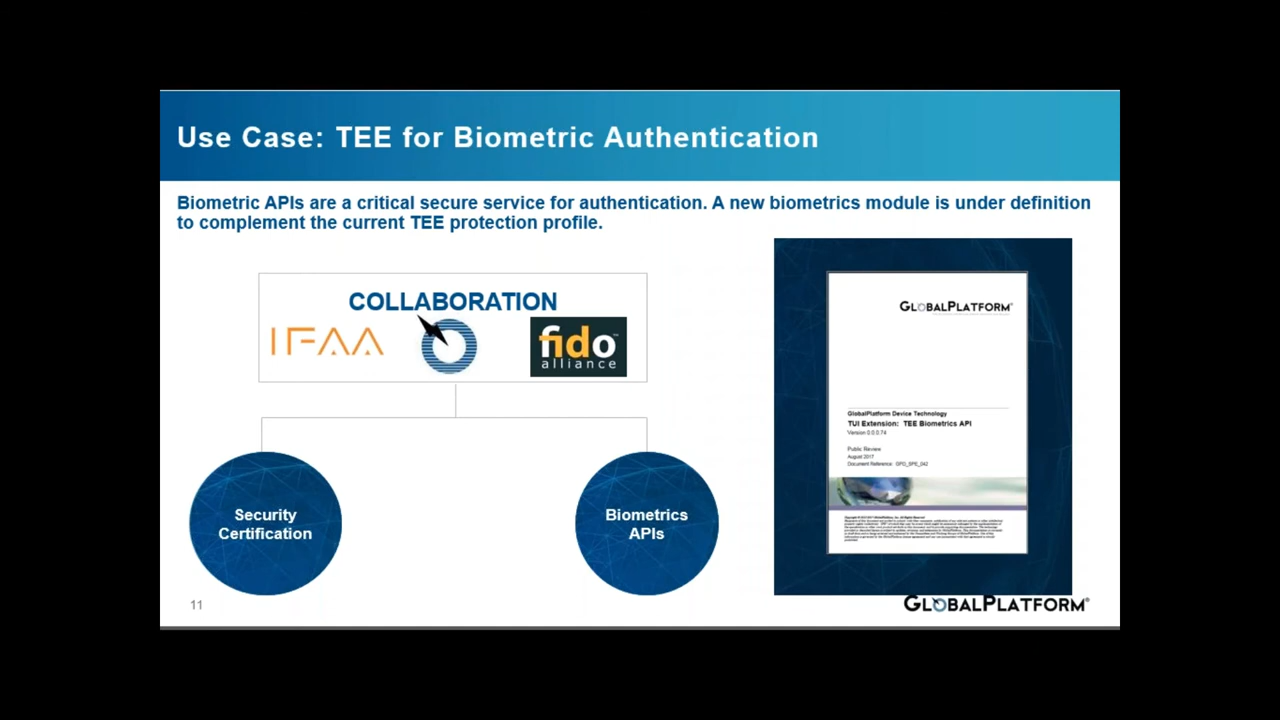 Use Case: TEE for Biometric Authentication
Biometric APIs are a critical secure service for authentication. A new biometrics module is under definition
to complement the current TEE protection profile.
COLLABORATION
IFAA
fido™
alliance
Security
Certification
Biometrics
APIs
GLOBALPLATFORM®
GlobalPlatform Device Technology
TUI Extension: TEE Biometrics API
Version 0.0.0.74
Public Review
August 2017
Document Reference: GPD_SPE_042
11
GLOBALPLATFORM®